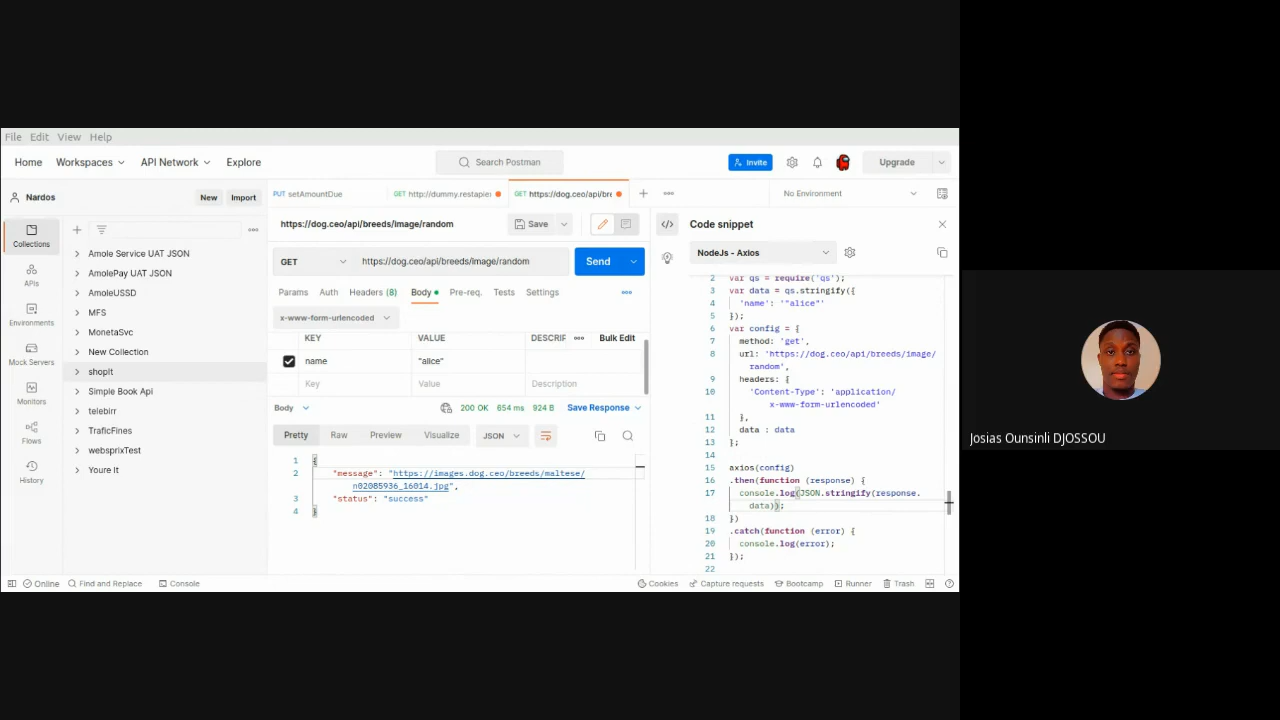 File Edit View Help
Home Workspaces API Network Explore Search Postman Invite Upgrade
Nardos New Import
PUT setAmountDue GET http://dummy.restapie GET https://dog.ceo/api/bre No Environment
https://dog.ceo/api/breeds/image/random Save
GET https://dog.ceo/api/breeds/image/random Send
Params Auth Headers (8) Body Pre-req. Tests Settings
x-www-form-urlencoded
KEY VALUE DESCRIF Bulk Edit
name "alice"
Key Value Description
Body 200 OK 654 ms 924 B Save Response
Pretty Raw Preview Visualize JSON
1 {
2 "message": "https://images.dog.ceo/breeds/maltese/
n02085936_16014.jpg",
3 "status": "success"
4 }
Collections
APIs
Environments
Mock Servers
Monitors
Flows
History
Amole Service UAT JSON
AmolePay UAT JSON
AmoleUSSD
MFS
MonetaSvc
New Collection
shopIt
Simple Book Api
telebirr
TraficFines
websprixTest
Youre It
Code snippet
NodeJs - Axios
2 var qs = require('qs');
3 var data = qs.stringify({
4 'name': '"alice"'
5 });
6 var config = {
7 method: 'get',
8 url: 'https://dog.ceo/api/breeds/image/
random',
9 headers: {
10 'Content-Type': 'application/
x-www-form-urlencoded'
11 },
12 data : data
13 };
14
15 axios(config)
16 .then(function (response) {
17 console.log(JSON.stringify(response.
data));
18 })
19 .catch(function (error) {
20 console.log(error);
21 });
22
Online Find and Replace Console Cookies Capture requests Bootcamp Runner Trash
Josias Ounsinli DJOSSOU